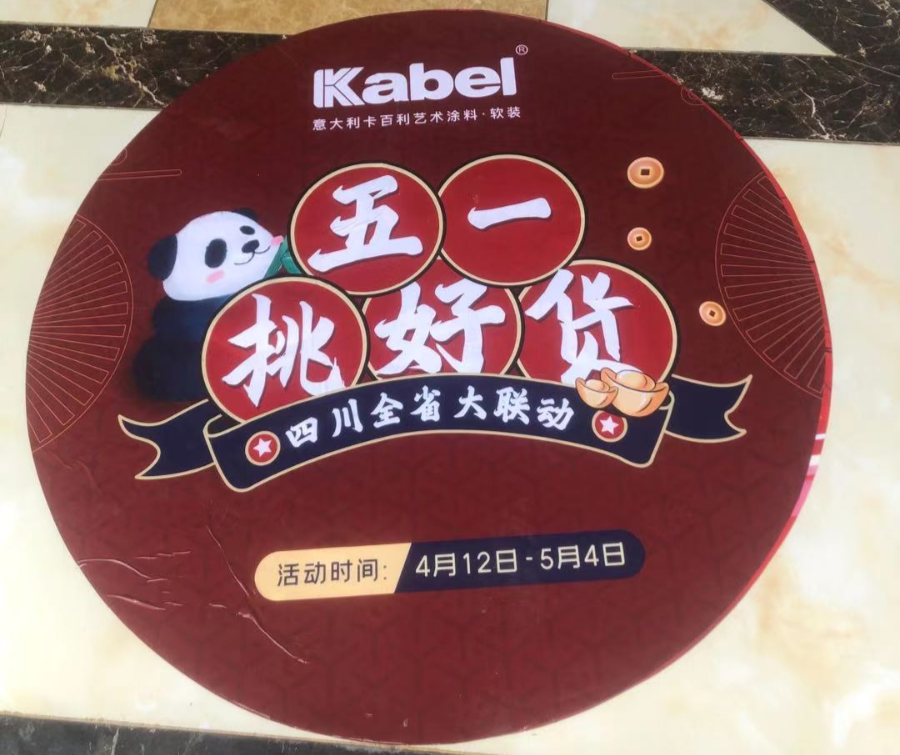 Kabel®
意大利卡百利艺术涂料·软装
五一
挑好货
四川全省大联动
活动时间: 4月12日-5月4日